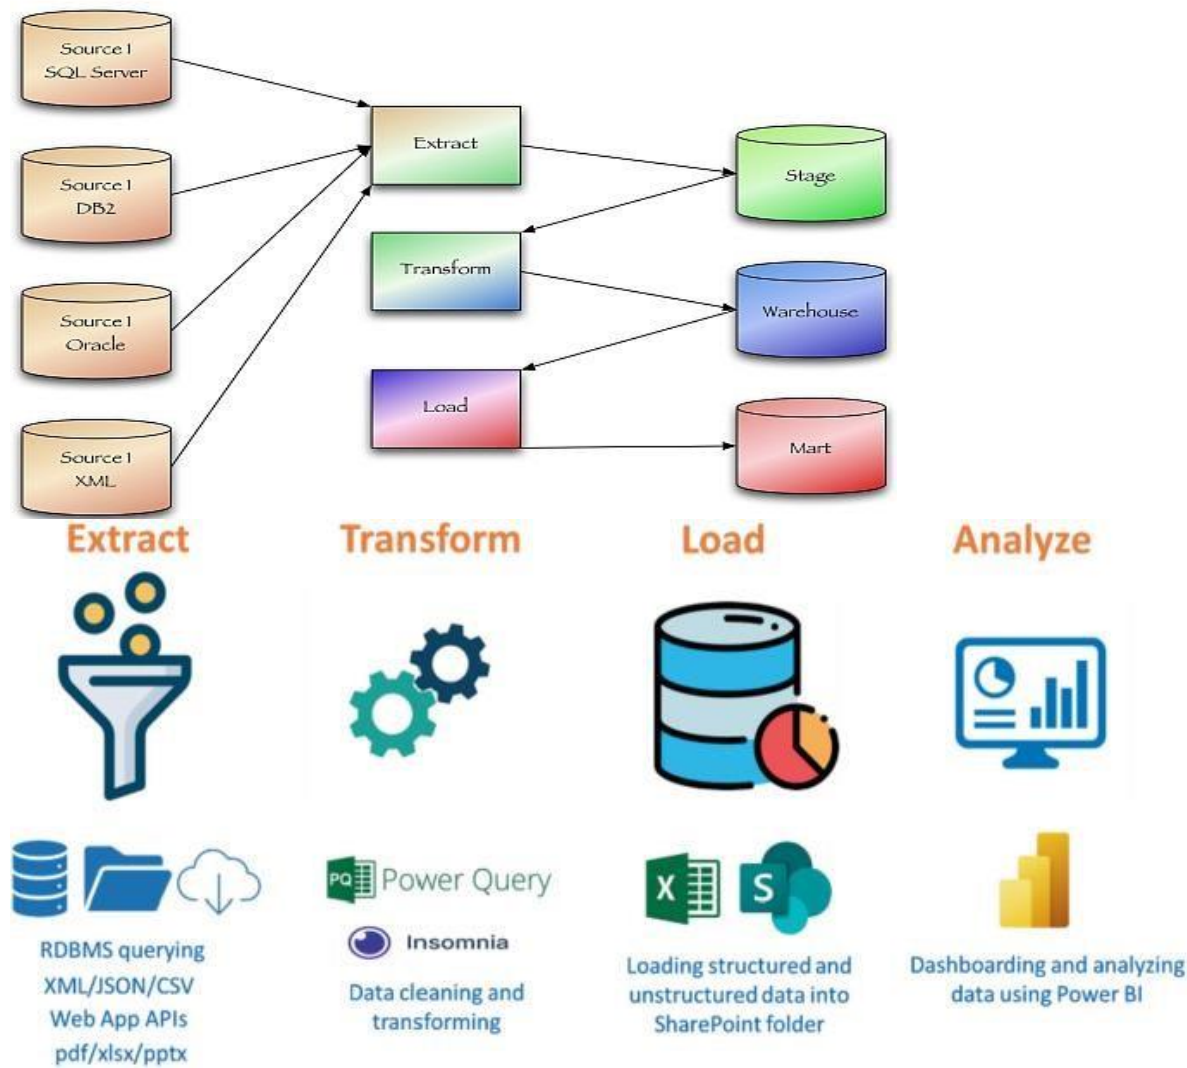 Source 1
SQL Server
Source 1
DB2
Source 1
Oracle
Source 1
XML
Extract
Transform
Load
Stage
Warehouse
Mart
Extract
Transform
Load
Analyze
RDBMS querying
XML/JSON/CSV
Web App APIs
pdf/xlsx/pptx
PQ Power Query
Insomnia
Data cleaning and
transforming
X
S
Loading structured and
unstructured data into
SharePoint folder
Dashboarding and analyzing
data using Power BI